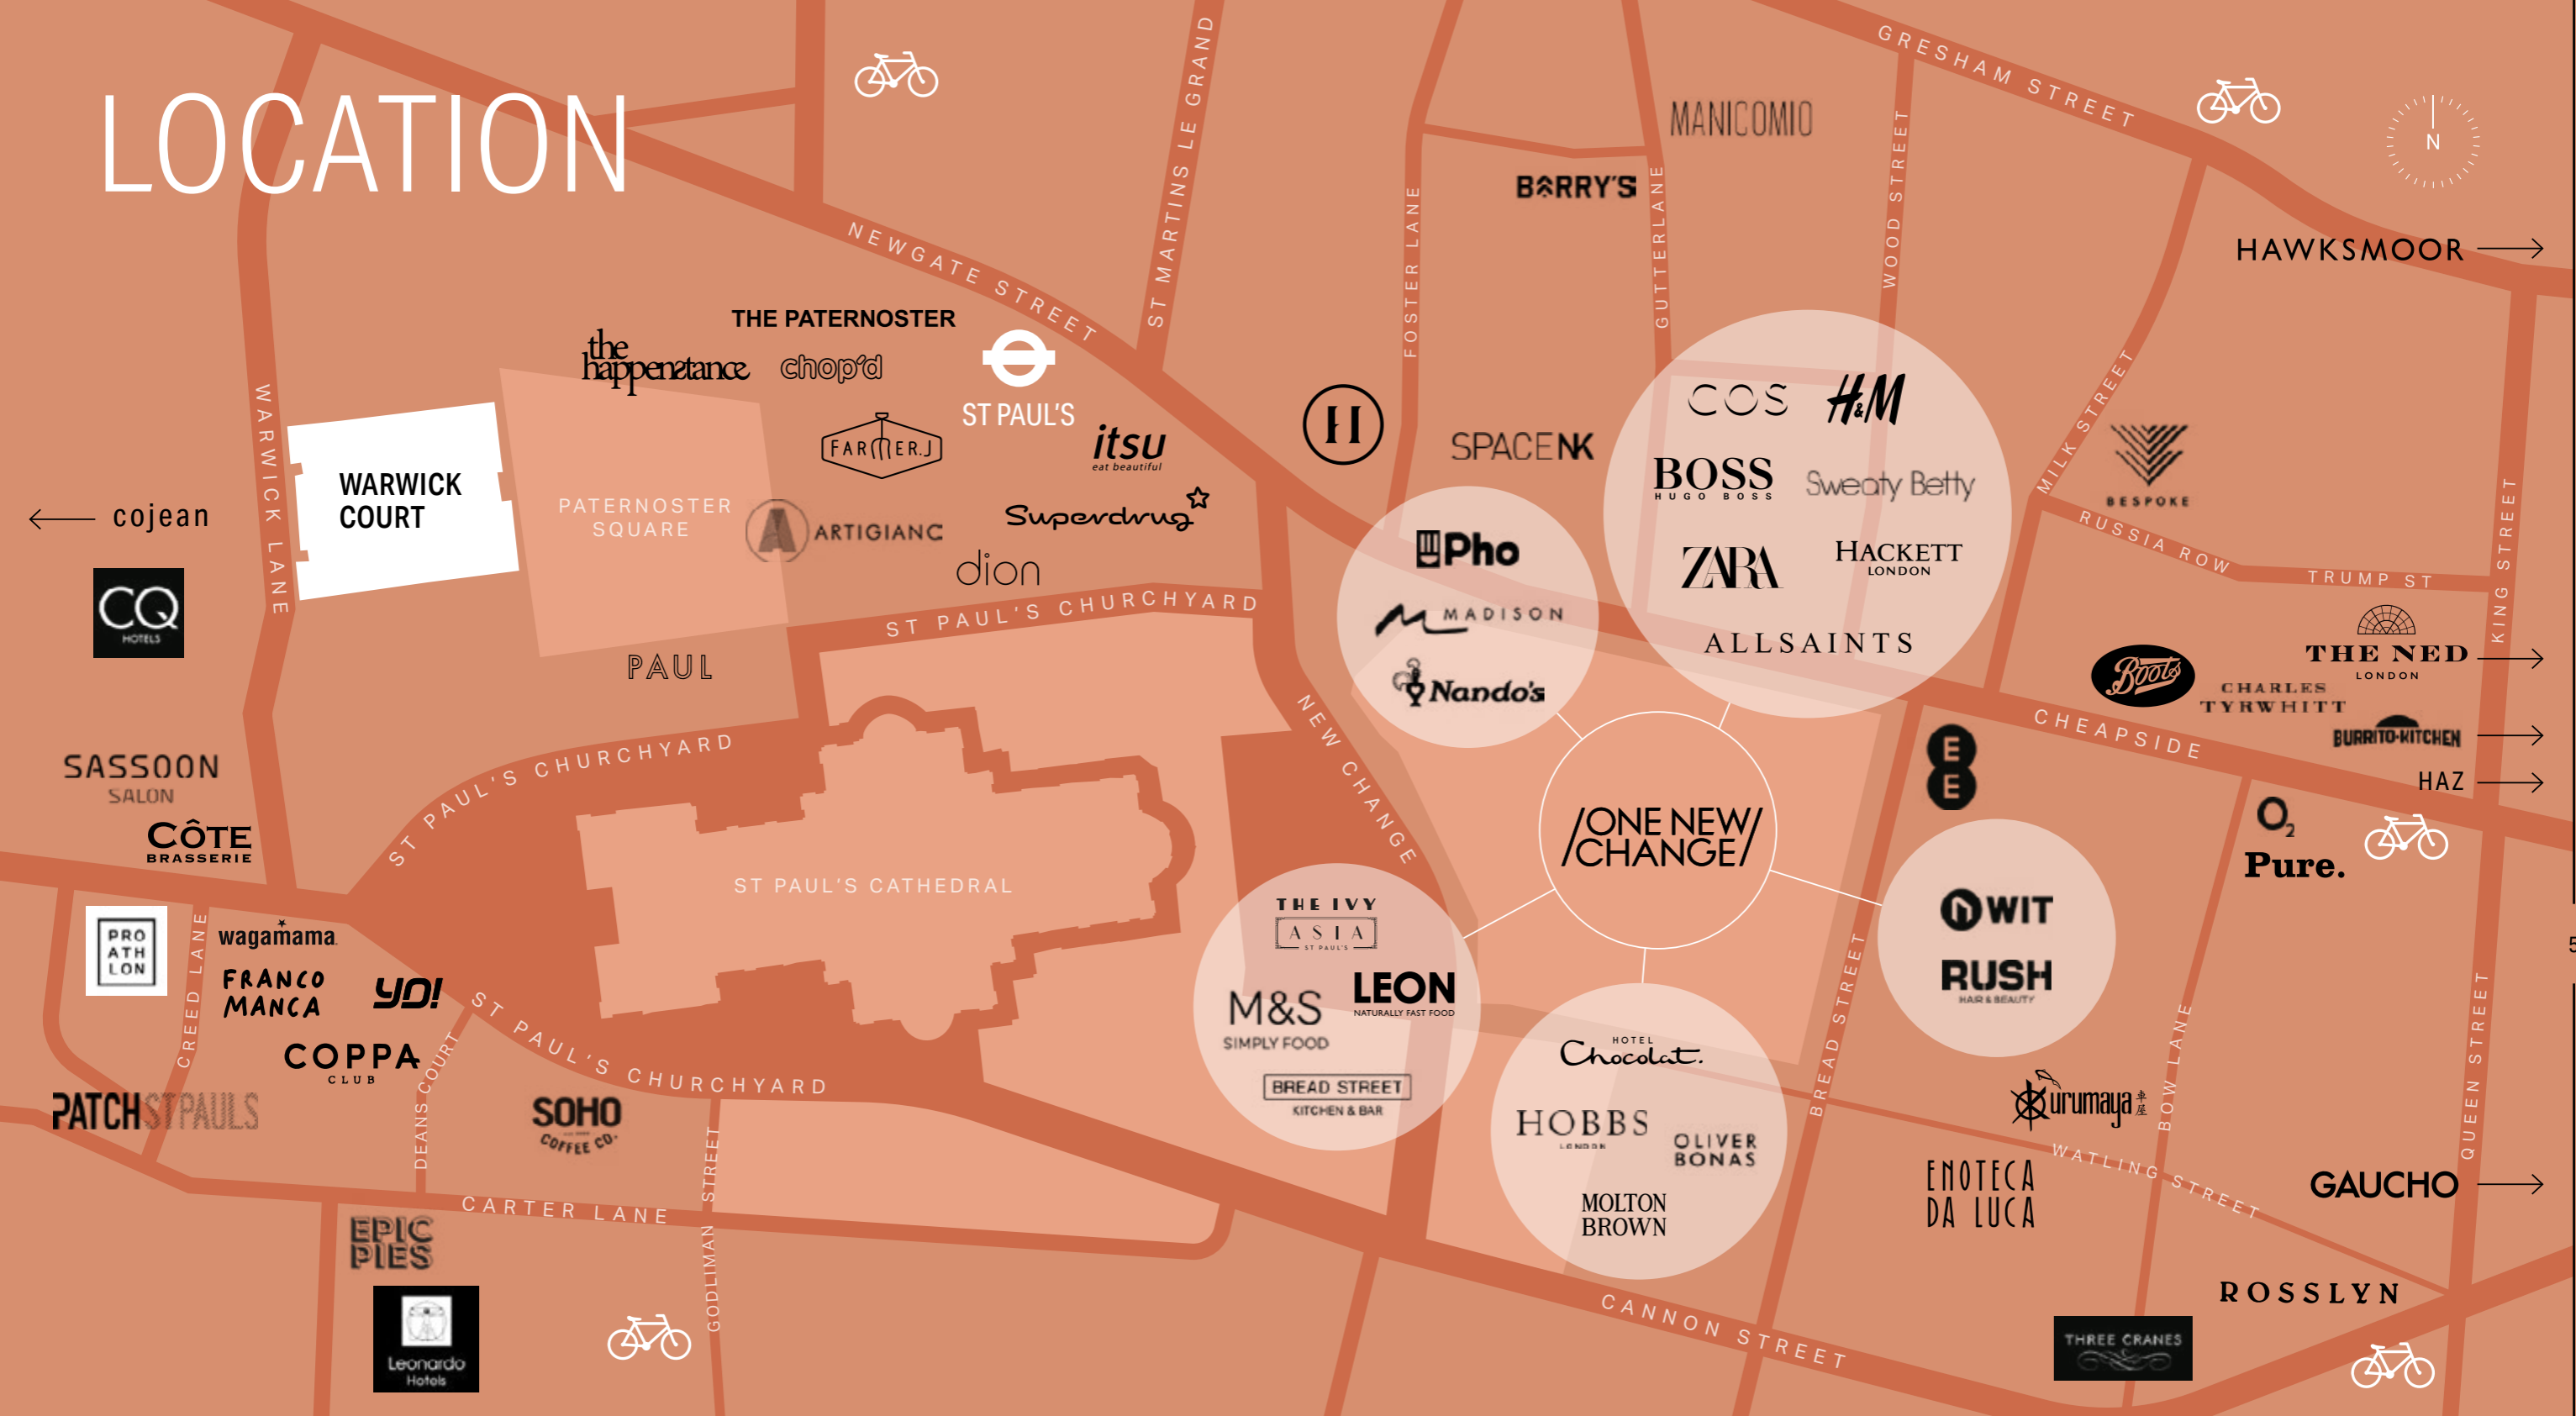 LOCATION
GRESHAM STREET
N
MANICOMIO
BARRY'S
ST MARTINS LE GRAND
FOSTER LANE
GUTTERLANE
WOOD STREET
HAWKSMOOR
NEWGATE STREET
THE PATERNOSTER
the
happenstance
chop'd
ST PAUL'S
FARMER.J
itsu
eat beautiful
Superdrug
ARTIGIANO
dion
PATERNOSTER
SQUARE
WARWICK
COURT
WARWICK LANE
cojean
CQ
HOTELS
PAUL
ST PAUL'S CHURCHYARD
ST PAUL'S CHURCHYARD
H
SPACENK
COS
H&M
BOSS
HUGO BOSS
Sweaty Betty
ZARA
HACKETT
LONDON
ALLSAINTS
Pho
MADISON
Nando's
MILK STREET
BESPOKE
RUSSIA ROW
TRUMP ST
KING STREET
THE NED
LONDON
Boots
CHARLES
TYRWHITT
BURRITO-KITCHEN
HAZ
CHEAPSIDE
EE
O2
Pure.
NEW CHANGE
/ONE NEW/
/CHANGE/
SASSOON
SALON
CÔTE
BRASSERIE
ST PAUL'S CATHEDRAL
THE IVY
ASIA
ST PAUL'S
LEON
NATURALLY FAST FOOD
M&S
SIMPLY FOOD
BREAD STREET
KITCHEN & BAR
WIT
RUSH
HAIR & BEAUTY
5
PRO
ATH
LON
CREED LANE
wagamama
FRANCO
MANCA
YO!
COPPA
CLUB
PATCHSTPAULS
DEANS COURT
ST PAUL'S CHURCHYARD
SOHO
COFFEE CO.
HOTEL
Chocolat.
HOBBS
LONDON
OLIVER
BONAS
MOLTON
BROWN
BREAD STREET
Kurumaya
車屋
BOW LANE
QUEEN STREET
WATLING STREET
ENOTECA
DA LUCA
GAUCHO
CARTER LANE
GODLIMAN STREET
EPIC
PIES
Leonardo
Hotels
CANNON STREET
ROSSLYN
THREE CRANES